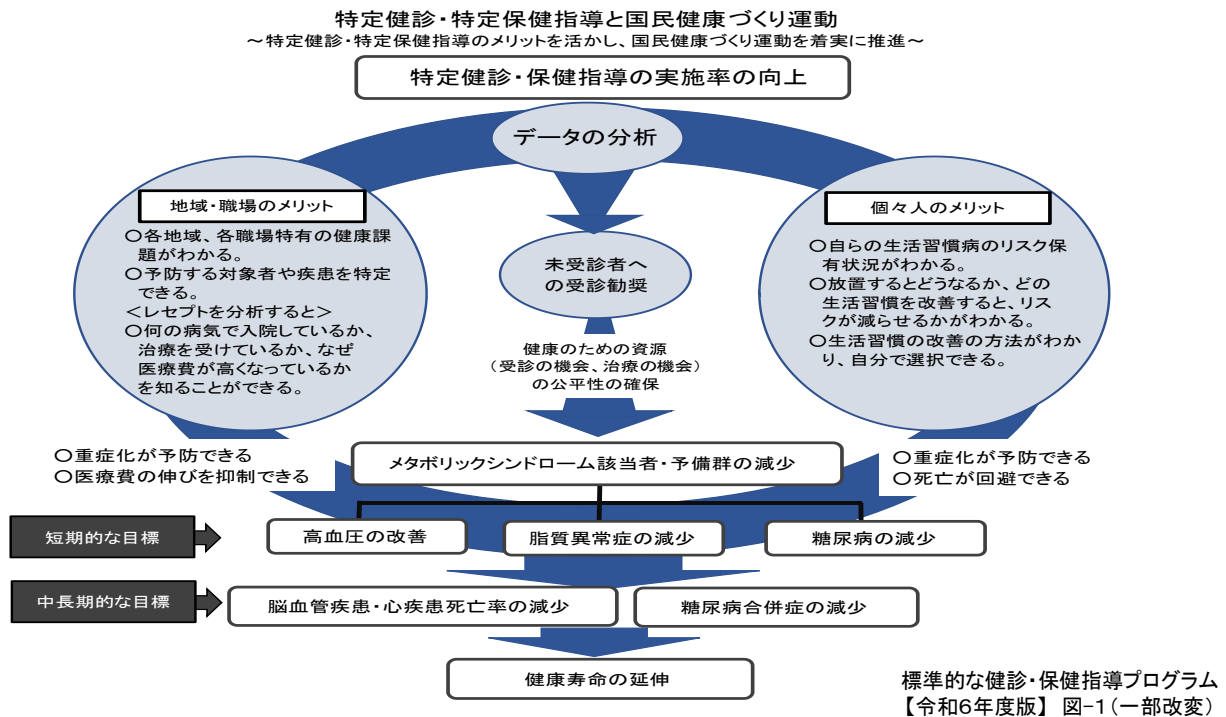 特定健診・特定保健指導と国民健康づくり運動
～特定健診・特定保健指導のメリットを活かし、国民健康づくり運動を着実に推進～
特定健診・保健指導の実施率の向上
データの分析
地域・職場のメリット
〇各地域、各職場特有の健康課
題がわかる。
〇予防する対象者や疾患を特定
できる。
＜レセプトを分析すると＞
〇何の病気で入院しているか、
治療を受けているか、なぜ
医療費が高くなっているか
を知ることができる。
未受診者へ
の受診勧奨
個々人のメリット
〇自らの生活習慣病のリスク保
有状況がわかる。
〇放置するとどうなるか、どの
生活習慣を改善すると、リス
クが減らせるかがわかる。
〇生活習慣の改善の方法がわか
り、自分で選択できる。
健康のための資源
（受診の機会、治療の機会）
の公平性の確保
〇重症化が予防できる
〇医療費の伸びを抑制できる
メタボリックシンドローム該当者・予備群の減少
〇重症化が予防できる
〇死亡が回避できる
短期的な目標
高血圧の改善
脂質異常症の減少
糖尿病の減少
中長期的な目標
脳血管疾患・心疾患死亡率の減少
糖尿病合併症の減少
健康寿命の延伸
標準的な健診・保健指導プログラム
【令和6年度版】 図-1（一部改変）